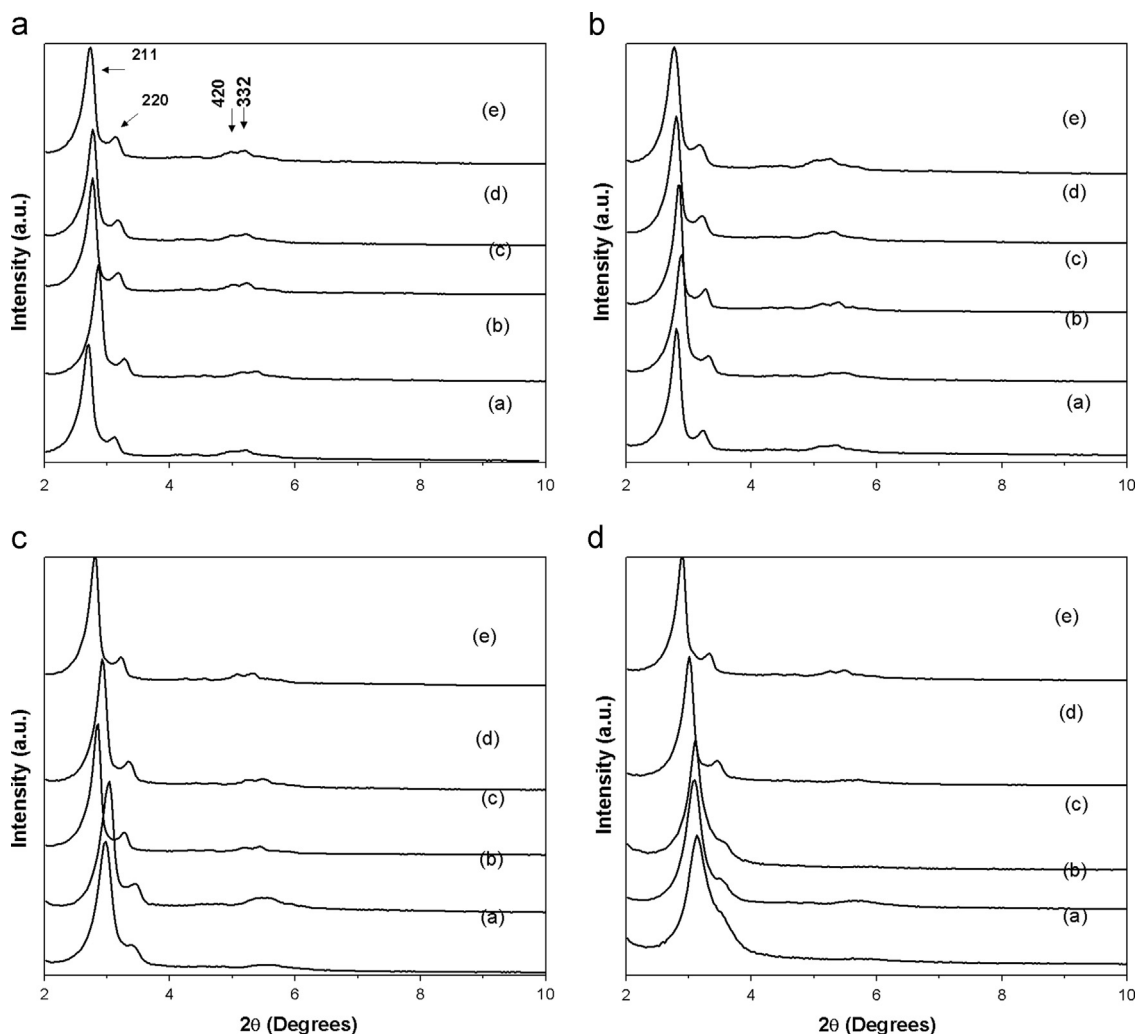 a
211
220
420
332
(e)
(d)
(c)
(b)
(a)
Intensity (a.u.)
2 4 6 8 10
b
(e)
(d)
(c)
(b)
(a)
Intensity (a.u.)
2 4 6 8 10
c
(e)
(d)
(c)
(b)
(a)
Intensity (a.u.)
2 4 6 8 10
2θ (Degrees)
d
(e)
(d)
(c)
(b)
(a)
Intensity (a.u.)
2 4 6 8 10
2θ (Degrees)